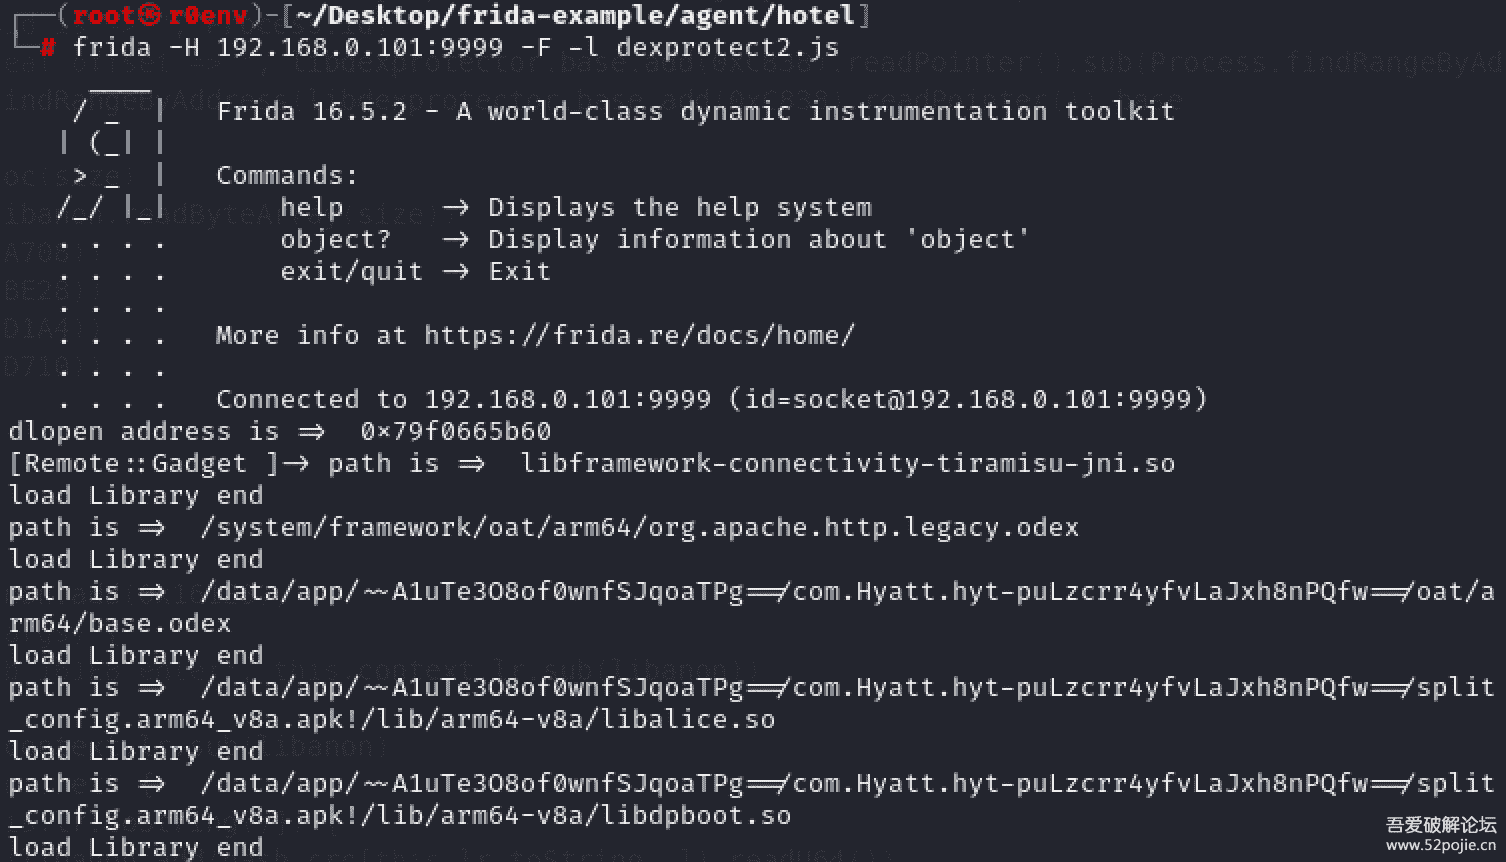 (root㉿r0env)-[~/Desktop/frida-example/agent/hotel]
# frida -H 192.168.0.101:9999 -F -l dexprotect2.js
     ____
    / _  |   Frida 16.5.2 - A world-class dynamic instrumentation toolkit
   | (_| |
    > _  |   Commands:
   /_/ |_|       help      -> Displays the help system
   . . . .       object?   -> Display information about 'object'
   . . . .       exit/quit -> Exit
   . . . .
   . . . .   More info at https://frida.re/docs/home/
   . . . .
   . . . .   Connected to 192.168.0.101:9999 (id=socket@192.168.0.101:9999)
dlopen address is =>  0x79f0665b60
[Remote::Gadget ]-> path is =>  libframework-connectivity-tiramisu-jni.so
load Library end
path is =>  /system/framework/oat/arm64/org.apache.http.legacy.odex
load Library end
path is =>  /data/app/~~A1uTe3O8of0wnfSJqoaTPg==/com.Hyatt.hyt-puLzcrr4yfvLaJxh8nPQfw==/oat/a
rm64/base.odex
load Library end
path is =>  /data/app/~~A1uTe3O8of0wnfSJqoaTPg==/com.Hyatt.hyt-puLzcrr4yfvLaJxh8nPQfw==/split
_config.arm64_v8a.apk!/lib/arm64-v8a/libalice.so
load Library end
path is =>  /data/app/~~A1uTe3O8of0wnfSJqoaTPg==/com.Hyatt.hyt-puLzcrr4yfvLaJxh8nPQfw==/split
_config.arm64_v8a.apk!/lib/arm64-v8a/libdpboot.so
load Library end
吾爱破解论坛
www.52pojie.cn